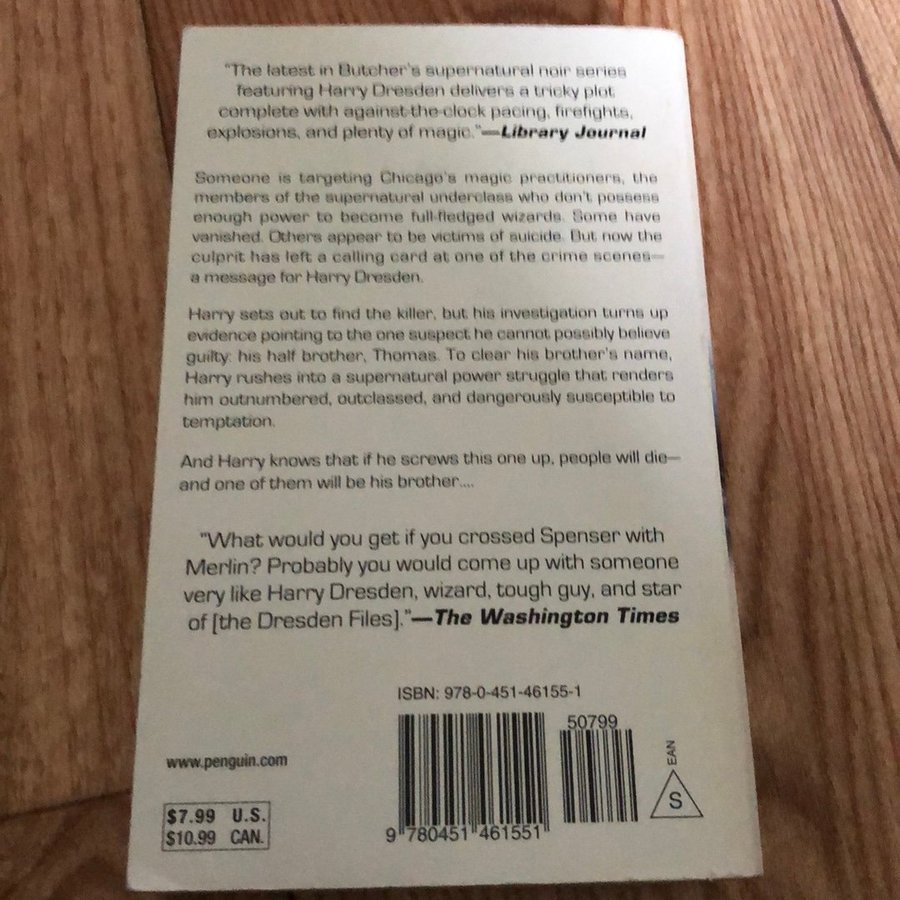 "The latest in Butcher's supernatural noir series
featuring Harry Dresden delivers a tricky plot
complete with against-the-clock pacing, firefights,
explosions, and plenty of magic."—Library Journal
Someone is targeting Chicago's magic practitioners, the
members of the supernatural underclass who don't possess
enough power to become full-fledged wizards. Some have
vanished. Others appear to be victims of suicide. But now the
culprit has left a calling card at one of the crime scenes—
a message for Harry Dresden.
Harry sets out to find the killer, but his investigation turns up
evidence pointing to the one suspect he cannot possibly believe
guilty: his half brother, Thomas. To clear his brother's name,
Harry rushes into a supernatural power struggle that renders
him outnumbered, outclassed, and dangerously susceptible to
temptation.
And Harry knows that if he screws this one up, people will die—
and one of them will be his brother....
"What would you get if you crossed Spenser with
Merlin? Probably you would come up with someone
very like Harry Dresden, wizard, tough guy, and star
of [the Dresden Files]."—The Washington Times
ISBN: 978-0-451-46155-1
50799
EAN
www.penguin.com
S
$7.99 U.S.
$10.99 CAN.
9 780451 461551